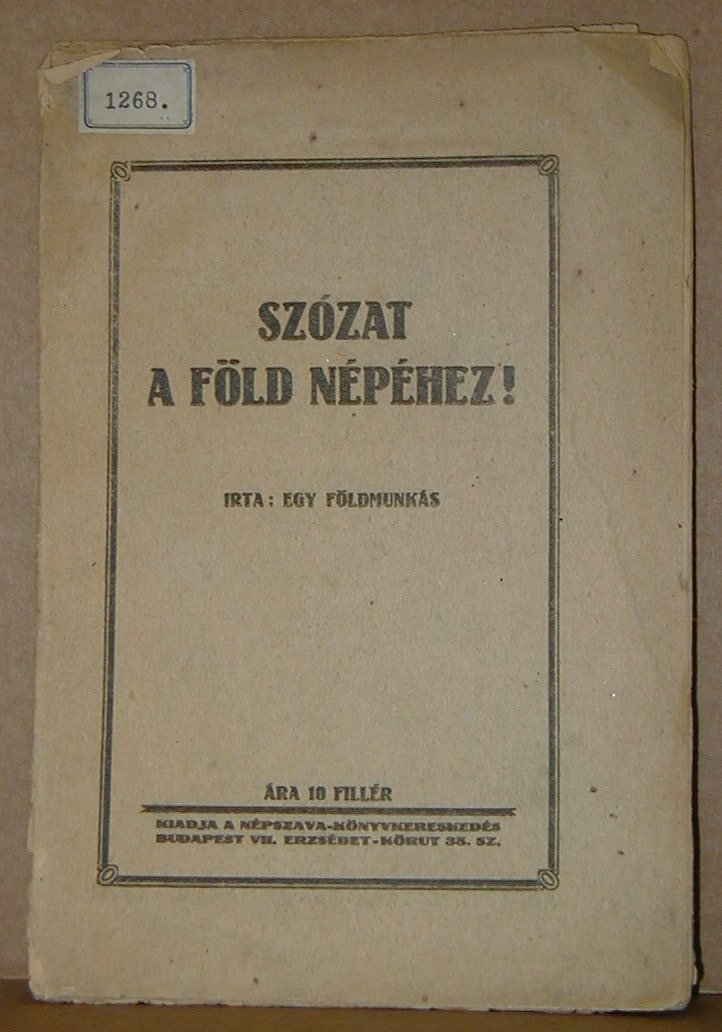 1268.
SZÓZAT
A FÖLD NÉPÉHEZ!
IRTA: EGY FÖLDMUNKÁS
ÁRA 10 FILLÉR
KIADJA A NÉPSZAVA-KÖNYVKERESKEDÉS
BUDAPEST VII. ERZSÉBET-KÖRUT 35. SZ.